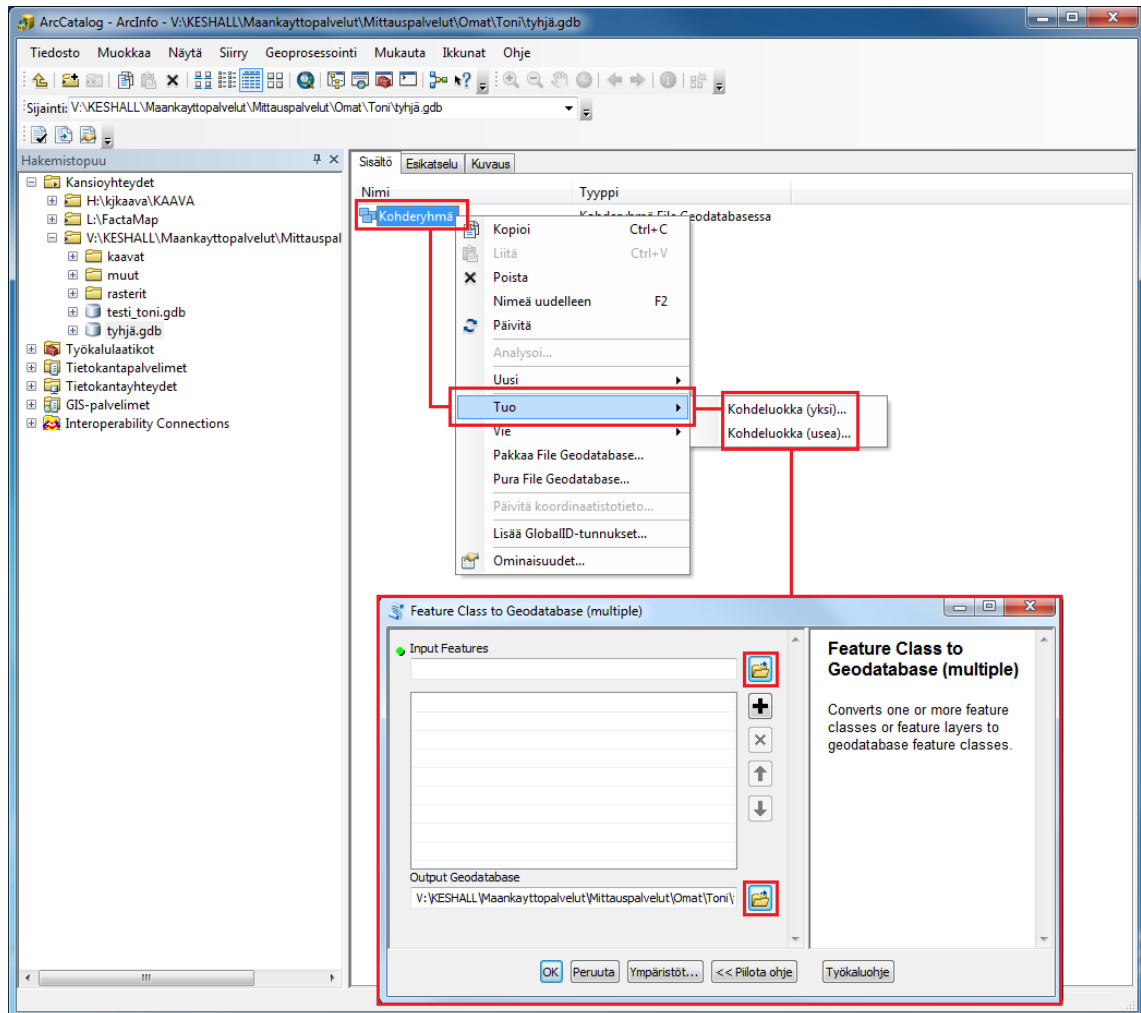 ArcCatalog - ArcInfo - V:\KESHALL\Maankayttopalvelut\Mittauspalvelut\Omat\Toni\tyhjä.gdb
Tiedosto Muokkaa Näytä Siirry Geoprosessointi Mukauta Ikkunat Ohje
Sijainti: V:\KESHALL\Maankayttopalvelut\Mittauspalvelut\Omat\Toni\tyhjä.gdb
Hakemistopuu
Kansioyhteydet
H:\kjkaava\KAAVA
L:\FactaMap
V:\KESHALL\Maankayttopalvelut\Mittauspal
kaavat
muut
rasterit
testi_toni.gdb
tyhjä.gdb
Työkalulaatikot
Tietokantapalvelimet
Tietokantayhteydet
GIS-palvelimet
Interoperability Connections
Sisältö Esikatselu Kuvaus
Nimi Tyyppi
Kohderyhmä Kohderyhmä File Geodatabasessa
Kopioi Ctrl+C
Liitä Ctrl+V
Poista
Nimeä uudelleen F2
Päivitä
Analysoi...
Uusi
Tuo
Vie
Pakkaa File Geodatabase...
Pura File Geodatabase...
Päivitä koordinaatistotieto...
Lisää GlobalID-tunnukset...
Ominaisuudet...
Kohdeluokka (yksi)...
Kohdeluokka (usea)...
Feature Class to Geodatabase (multiple)
Input Features
Output Geodatabase
V:\KESHALL\Maankayttopalvelut\Mittauspalvelut\Omat\Toni\
Feature Class to
Geodatabase (multiple)
Converts one or more feature
classes or feature layers to
geodatabase feature classes.
OK Peruuta Ympäristöt... << Piilota ohje Työkaluohje